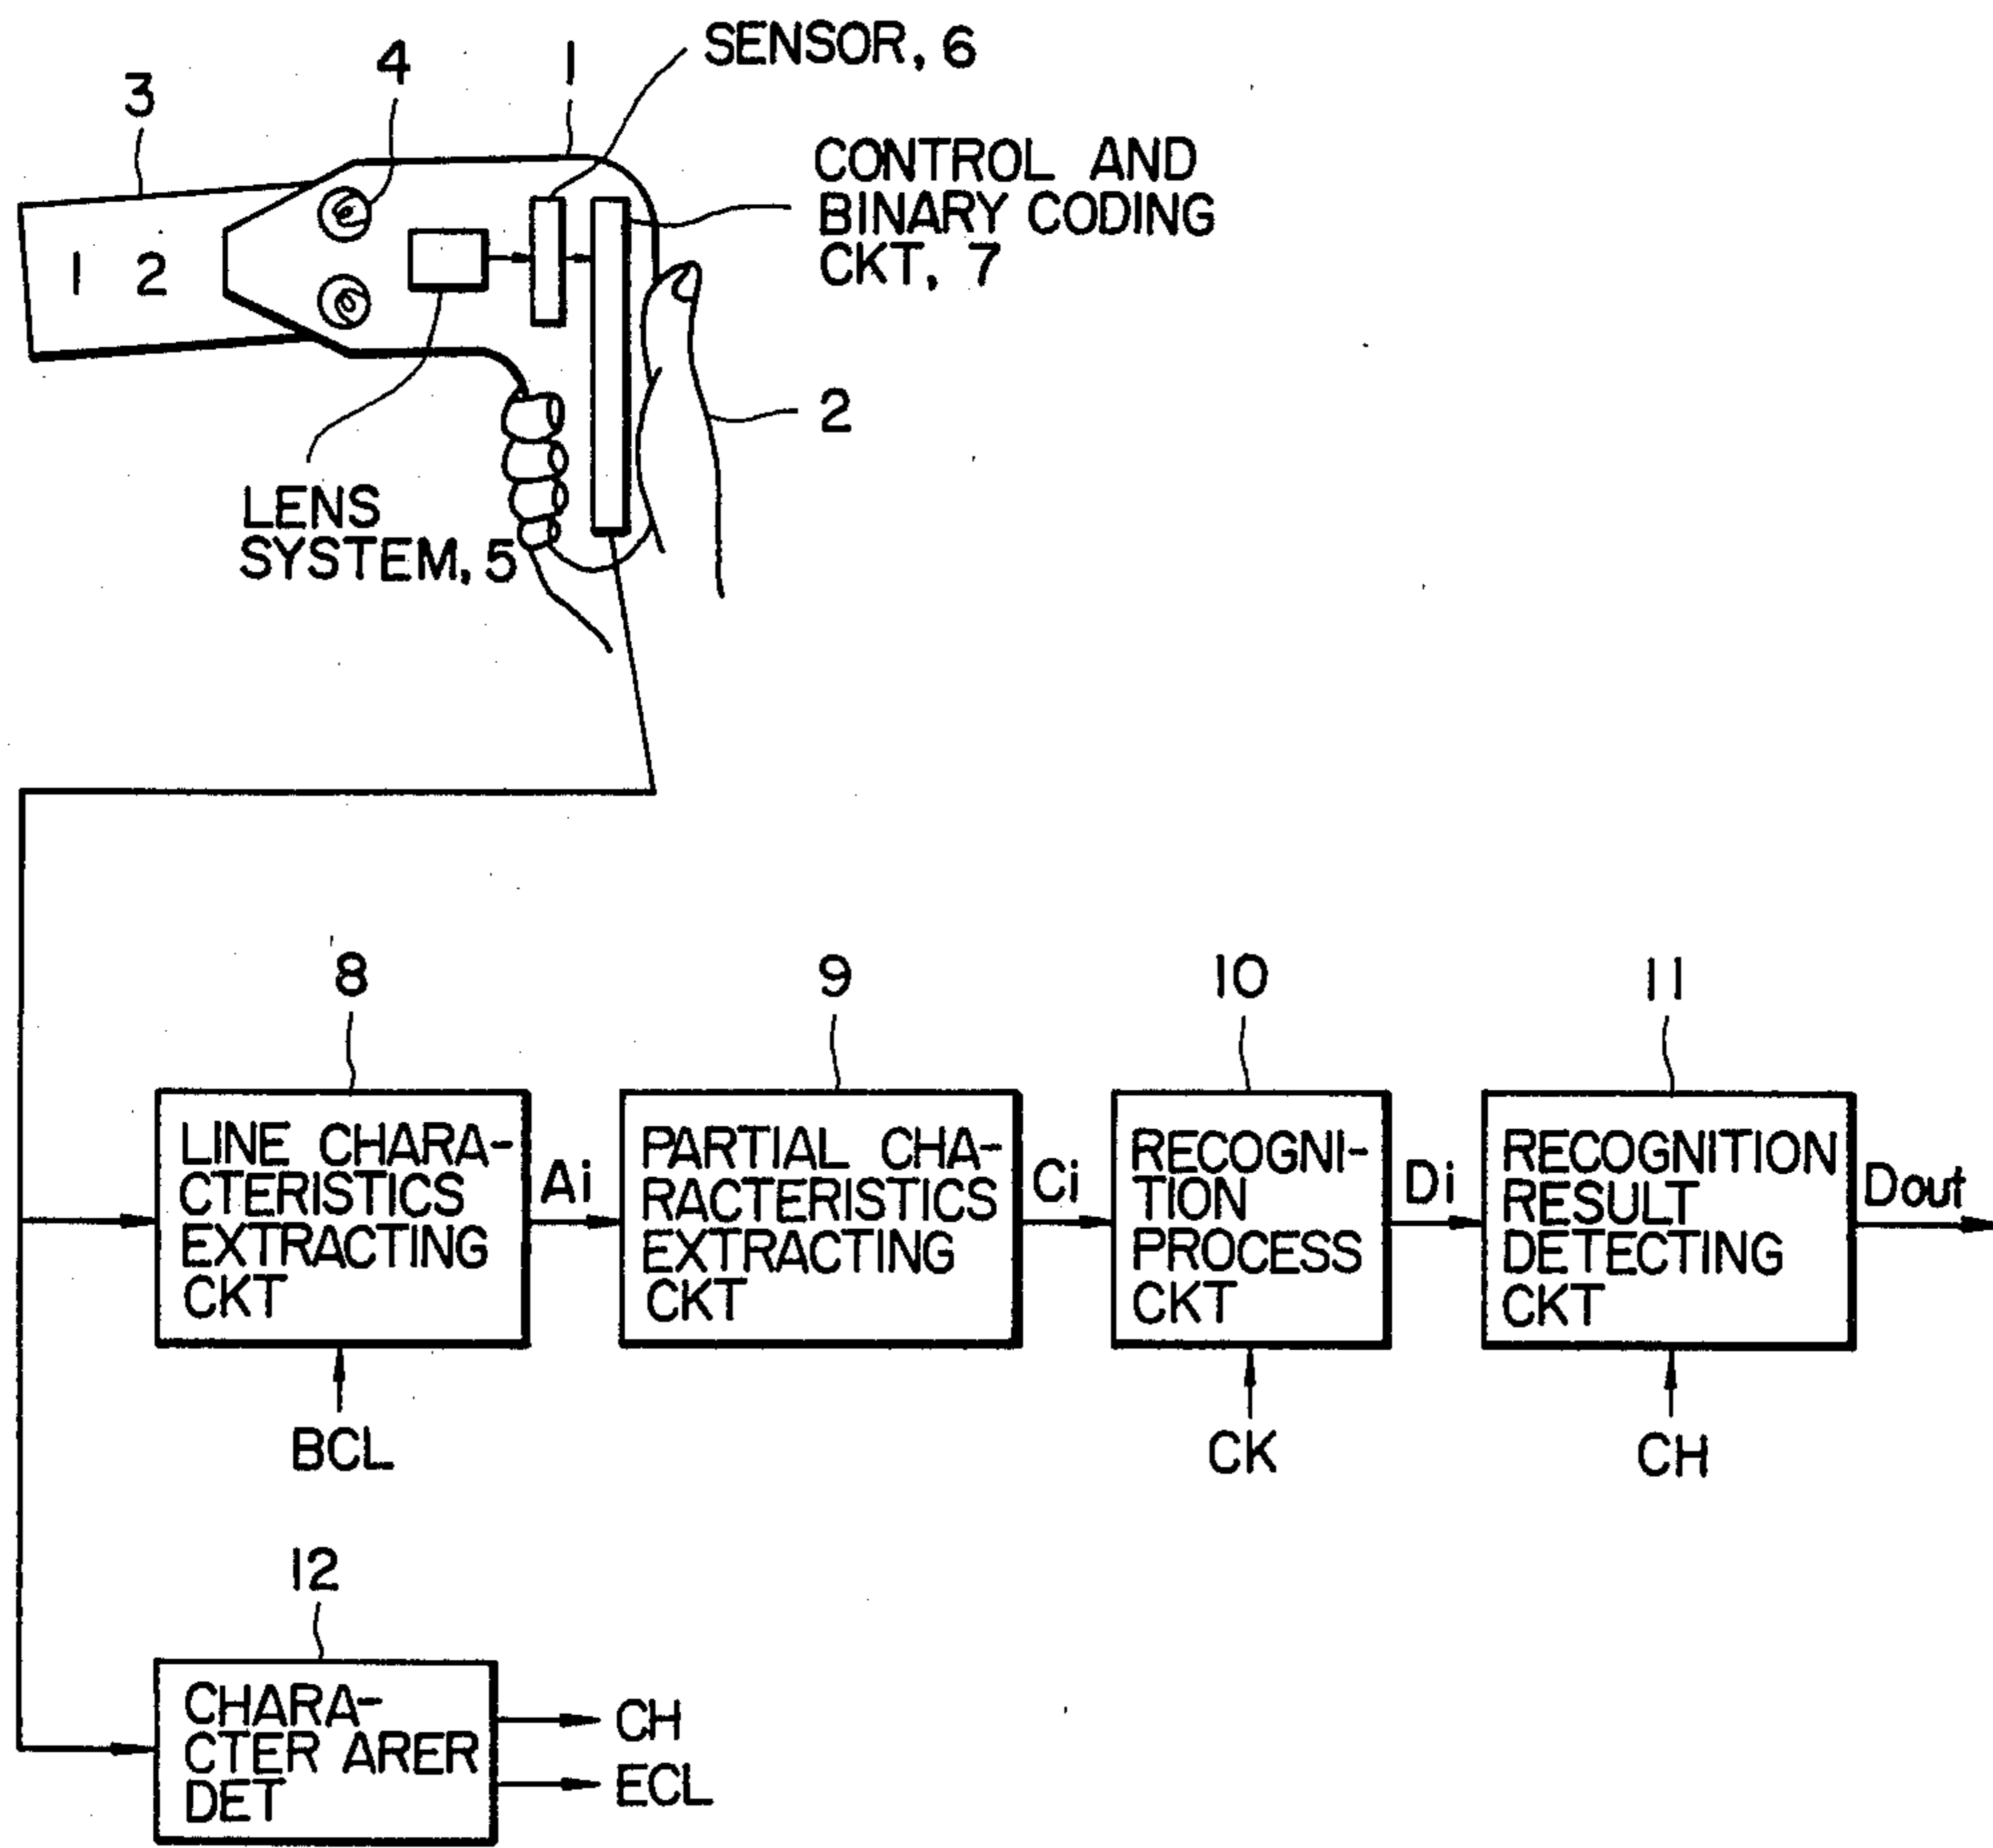 SENSOR, 6
4
1
3
CONTROL AND
BINARY CODING
CKT, 7
1 2
2
LENS
SYSTEM, 5
8
9
10
11
LINE CHARA-
CTERISTICS
EXTRACTING
CKT
Ai
PARTIAL CHA-
RACTERISTICS
EXTRACTING
CKT
Ci
RECOGNI-
TION
PROCESS
CKT
Di
RECOGNITION
RESULT
DETECTING
CKT
Dout
BCL
CK
CH
12
CHARA-
CTER ARER
DET
CH
ECL